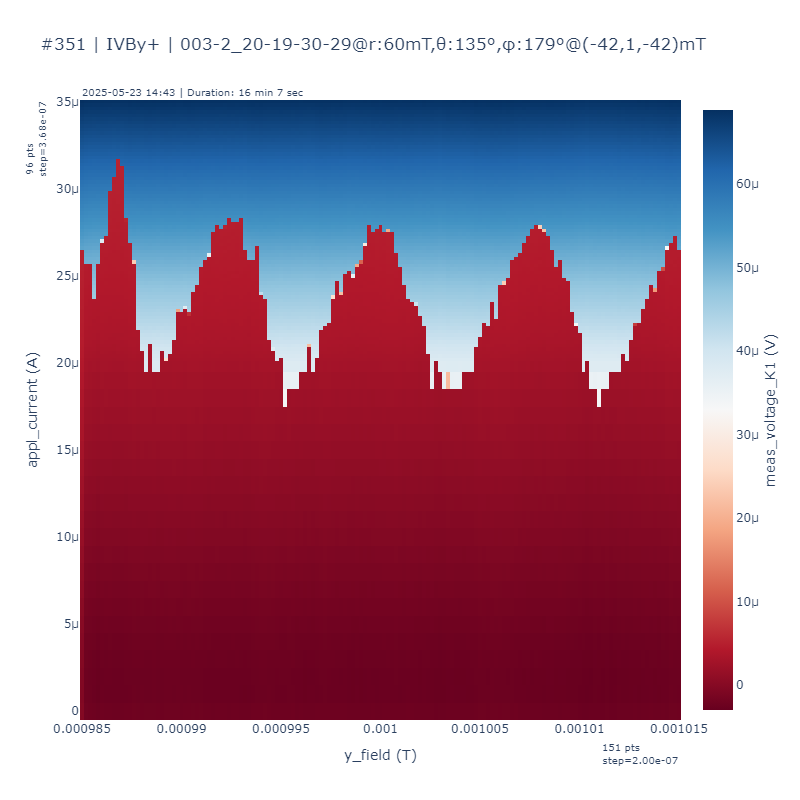 #351 | IVBy+ | 003-2_20-19-30-29@r:60mT,θ:135°,φ:179°@(-42,1,-42)mT
2025-05-23 14:43 | Duration: 16 min 7 sec
96 pts
step=3.68e-07
35μ
30μ
25μ
20μ
15μ
10μ
5μ
0
appl_current (A)
0.000985
0.00099
0.000995
0.001
0.001005
0.00101
0.001015
y_field (T)
151 pts
step=2.00e-07
60μ
50μ
40μ
30μ
20μ
10μ
0
meas_voltage_K1 (V)